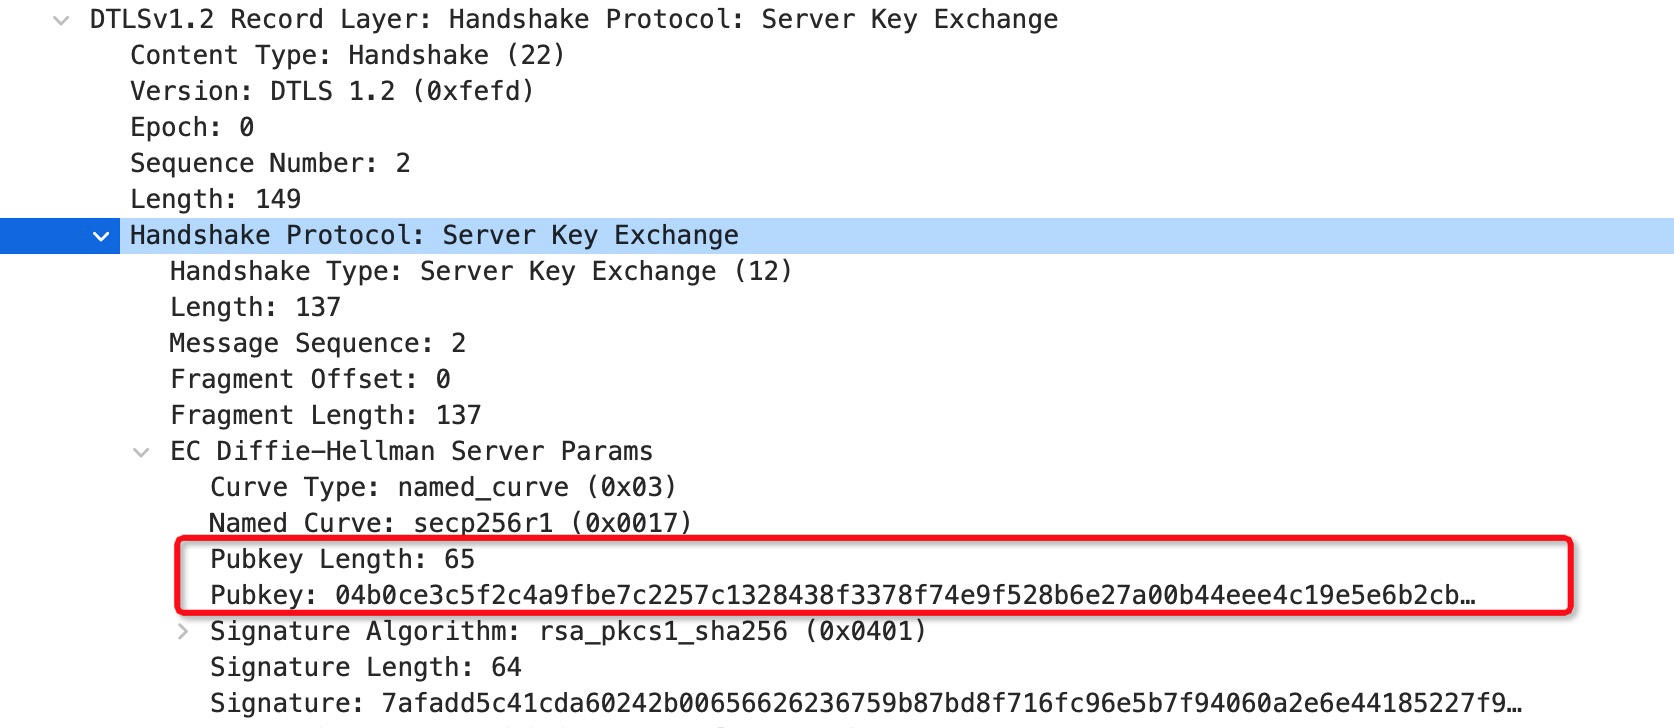 DTLSv1.2 Record Layer: Handshake Protocol: Server Key Exchange
Content Type: Handshake (22)
Version: DTLS 1.2 (0xfefd)
Epoch: 0
Sequence Number: 2
Length: 149
Handshake Protocol: Server Key Exchange
Handshake Type: Server Key Exchange (12)
Length: 137
Message Sequence: 2
Fragment Offset: 0
Fragment Length: 137
EC Diffie-Hellman Server Params
Curve Type: named_curve (0x03)
Named Curve: secp256r1 (0x0017)
Pubkey Length: 65
Pubkey: 04b0ce3c5f2c4a9fbe7c2257c1328438f3378f74e9f528b6e27a00b44eee4c19e5e6b2cb…
Signature Algorithm: rsa_pkcs1_sha256 (0x0401)
Signature Length: 64
Signature: 7afadd5c41cda60242b00656626236759b87bd8f716fc96e5b7f94060a2e6e44185227f9…